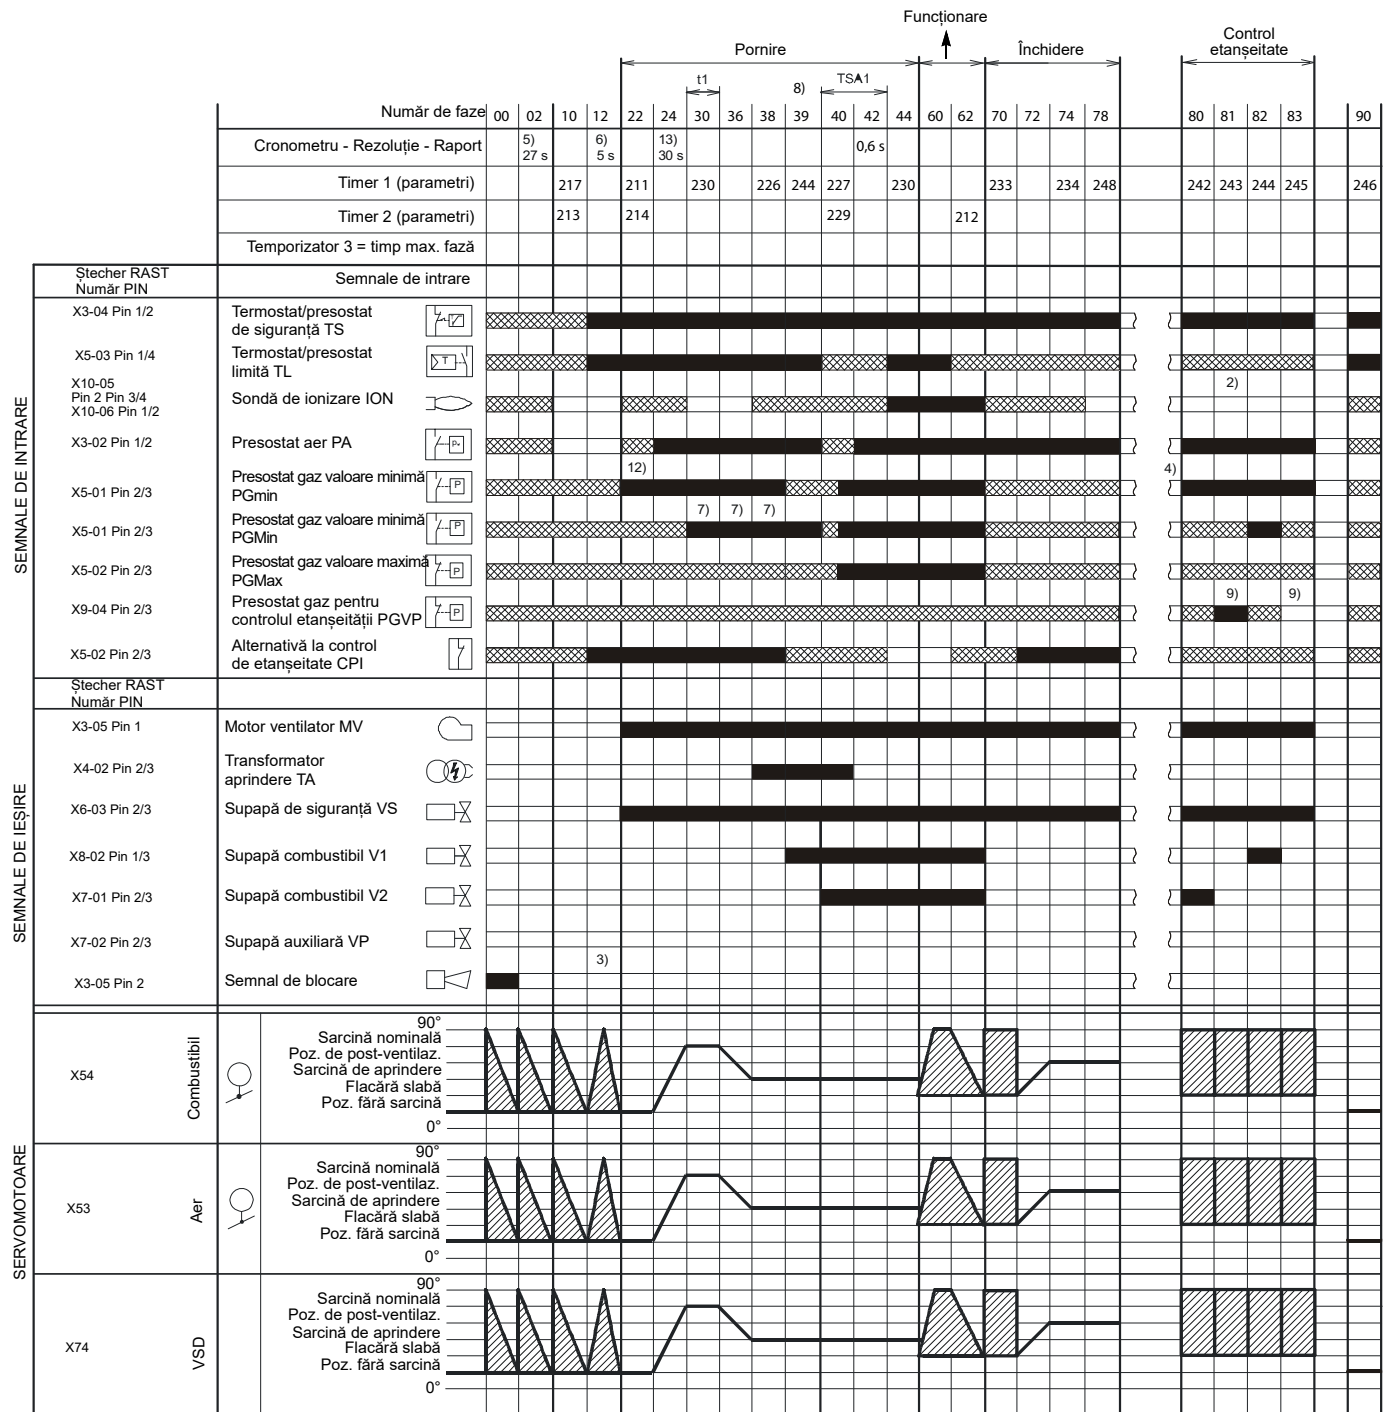 Funcționare
Pornire
Închidere
Control
etanșeitate
t1
8)
TSA1
Număr de faze 00 02 10 12 22 24 30 36 38 39 40 42 44 60 62 70 72 74 78 80 81 82 83 90
Cronometru - Rezoluție - Raport
5)
27 s
6)
5 s
13)
30 s
0,6 s
Timer 1 (parametri) 217 211 230 226 244 227 230 233 234 248 242 243 244 245 246
Timer 2 (parametri) 213 214 229 212
Temporizator 3 = timp max. fază
Ștecher RAST
Număr PIN
Semnale de intrare
SEMNALE DE INTRARE
X3-04 Pin 1/2
Termostat/presostat
de siguranță TS
X5-03 Pin 1/4
Termostat/presostat
limită TL
T
2)
X10-05
Pin 2 Pin 3/4
X10-06 Pin 1/2
Sondă de ionizare ION
X3-02 Pin 1/2
Presostat aer PA
12)
4)
X5-01 Pin 2/3
Presostat gaz valoare minimă
PGmin
P
7) 7) 7)
X5-01 Pin 2/3
Presostat gaz valoare minimă
PGMin
P
X5-02 Pin 2/3
Presostat gaz valoare maximă
PGMax
P
9) 9)
X9-04 Pin 2/3
Presostat gaz pentru
controlul etanșeității PGVP
P
X5-02 Pin 2/3
Alternativă la control
de etanșeitate CPI
Ștecher RAST
Număr PIN
SEMNALE DE IEȘIRE
X3-05 Pin 1
Motor ventilator MV
X4-02 Pin 2/3
Transformator
aprindere TA
X6-03 Pin 2/3
Supapă de siguranță VS
X8-02 Pin 1/3
Supapă combustibil V1
X7-01 Pin 2/3
Supapă combustibil V2
X7-02 Pin 2/3
Supapă auxiliară VP
3)
X3-05 Pin 2
Semnal de blocare
SERVOMOTOARE
X54
Combustibil
90°
Sarcină nominală
Poz. de post-ventilaz.
Sarcină de aprindere
Flacără slabă
Poz. fără sarcină
0°
X53
Aer
90°
Sarcină nominală
Poz. de post-ventilaz.
Sarcină de aprindere
Flacără slabă
Poz. fără sarcină
0°
X74
VSD
90°
Sarcină nominală
Poz. de post-ventilaz.
Sarcină de aprindere
Flacără slabă
Poz. fără sarcină
0°